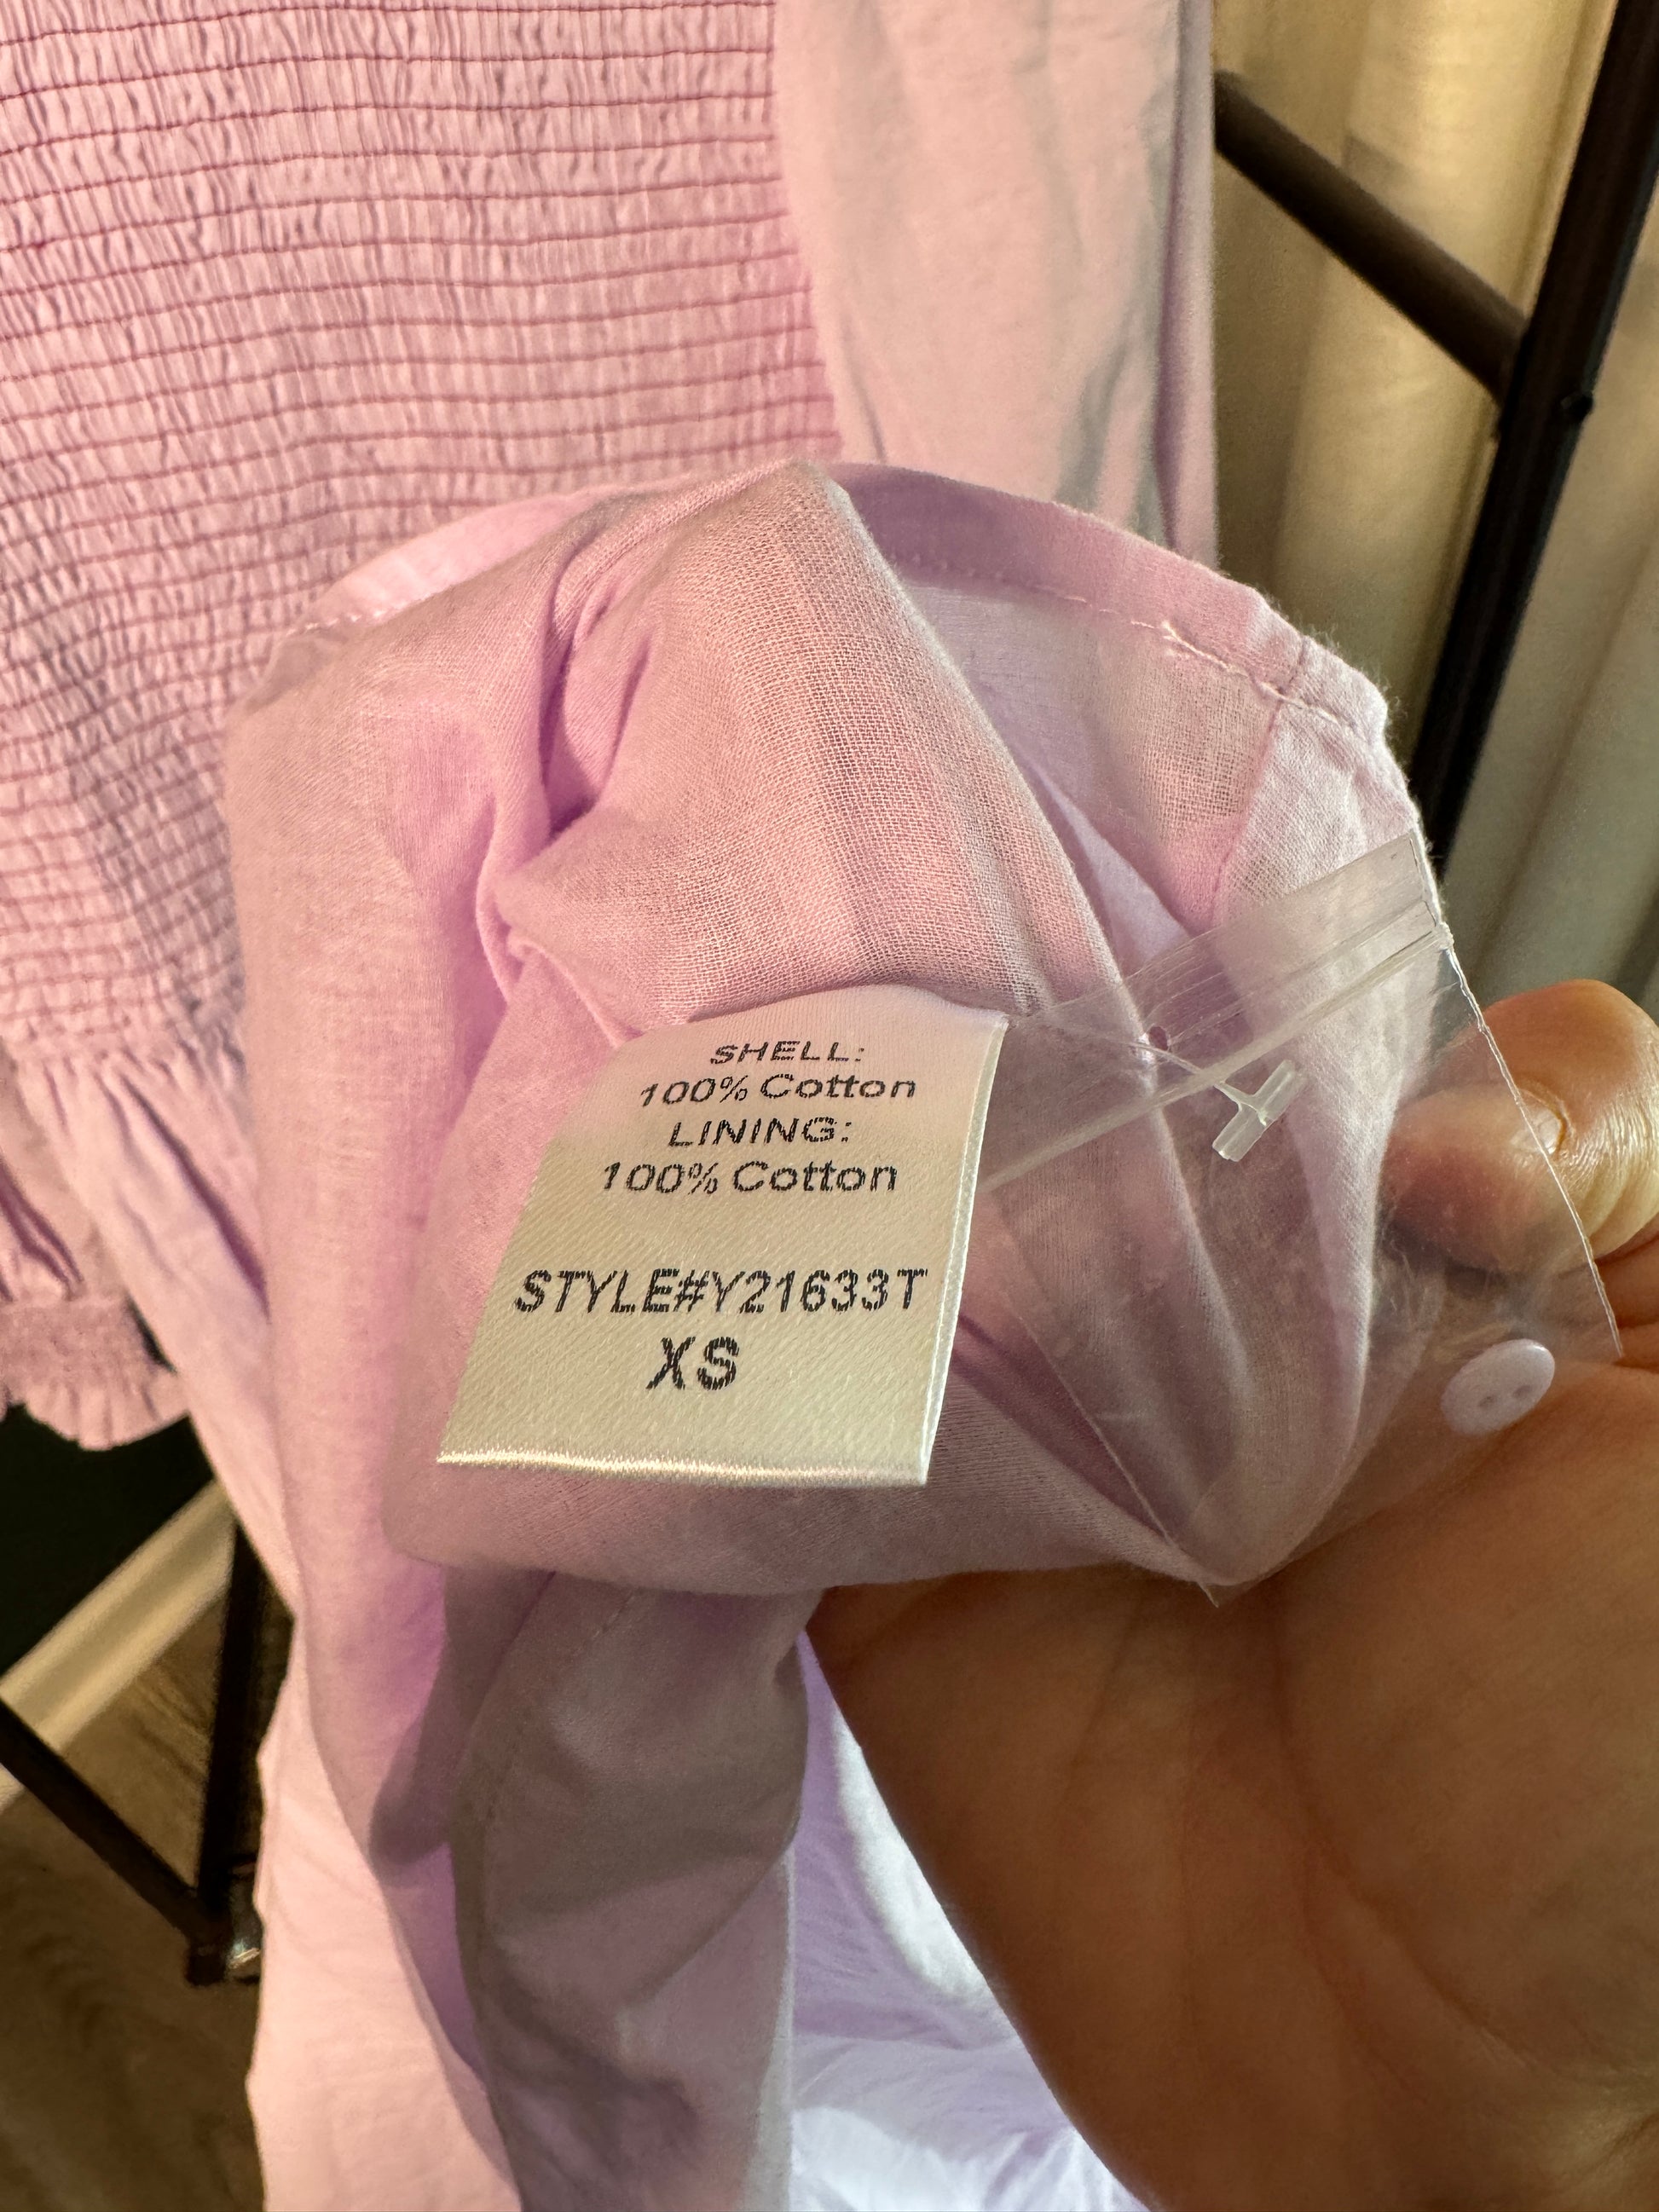 SHELL:
100% Cotton
LINING:
100% Cotton
STYLE#Y21633T
XS